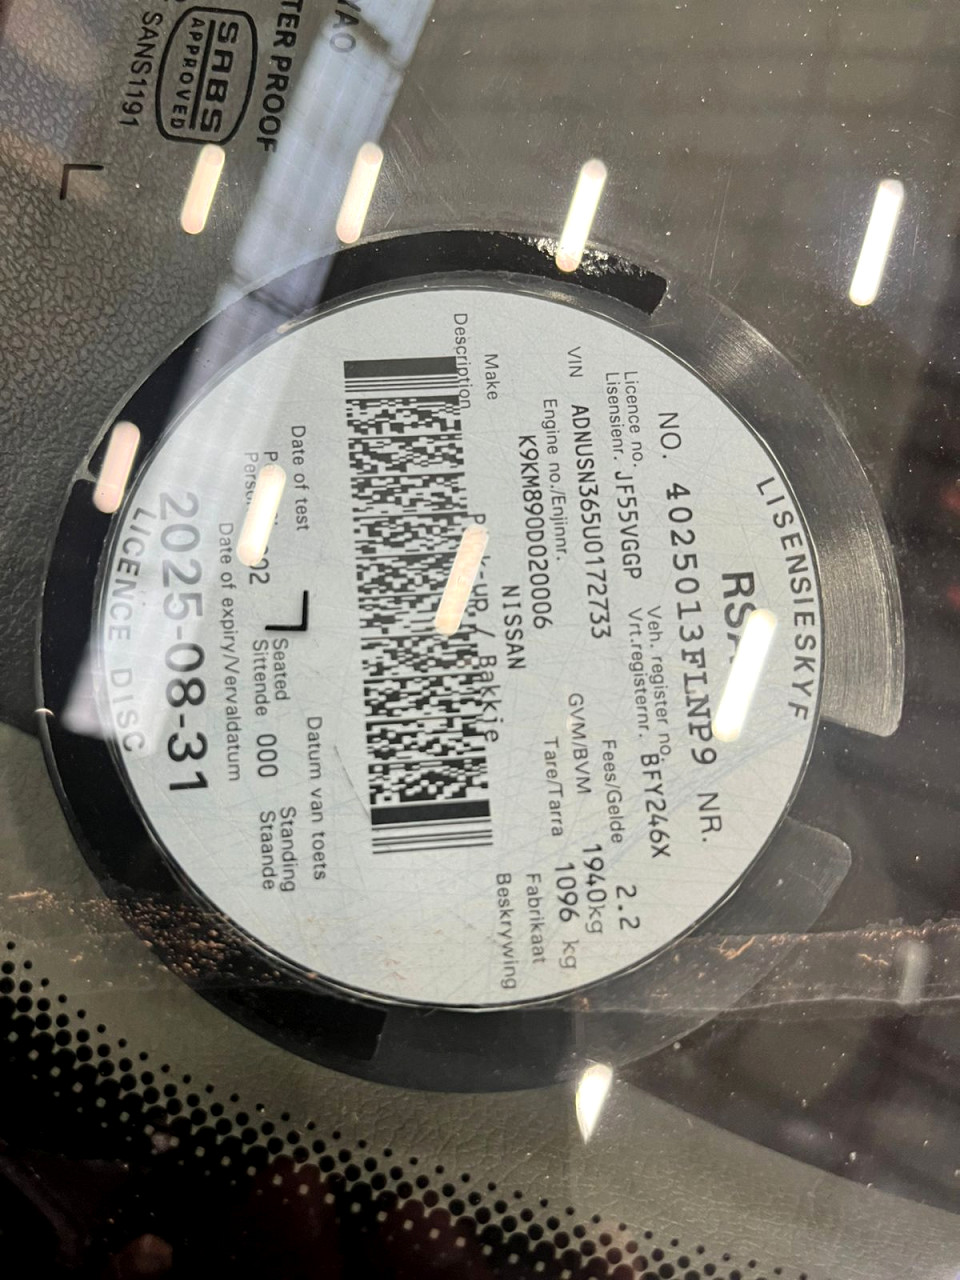 LISENSIESKYF
NO. 4025013FLNP9 NR.
Veh. register no.
Vrt.registernr. BFY246X
Licence no.
Lisensienr. JF55VGGP
Fees/Gelde 2.2
VIN ADNUSN365U0172733 GVM/BVM 1940kg
Engine no./Enjinnr. K9KM890D020006 Tare/Tarra 1096 kg
Make NISSAN Fabrikaat
Description / Bakkie Beskrywing
Date of test Datum van toets
Seated Standing
Sittende 000 Staande
Date of expiry/Vervaldatum
2025-08-31
LICENCE DISC
TER PROOF
SABS
APPROVED
SANS1191